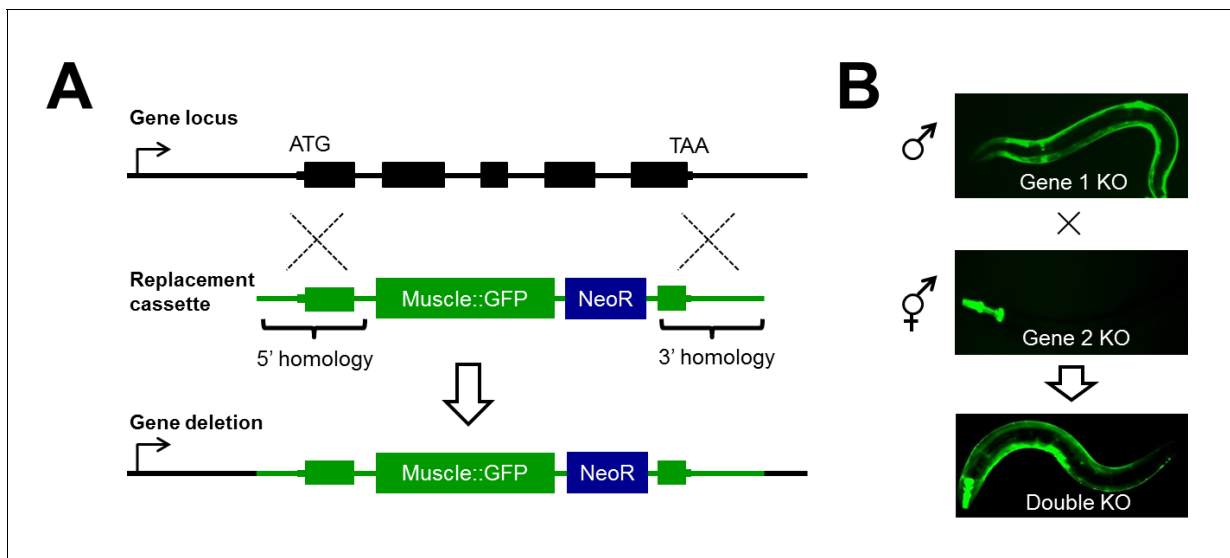 A
Gene locus
ATG
TAA
Replacement
cassette
Muscle::GFP
NeoR
5’ homology
3’ homology
Gene deletion
Muscle::GFP
NeoR
B
Gene 1 KO
Gene 2 KO
Double KO